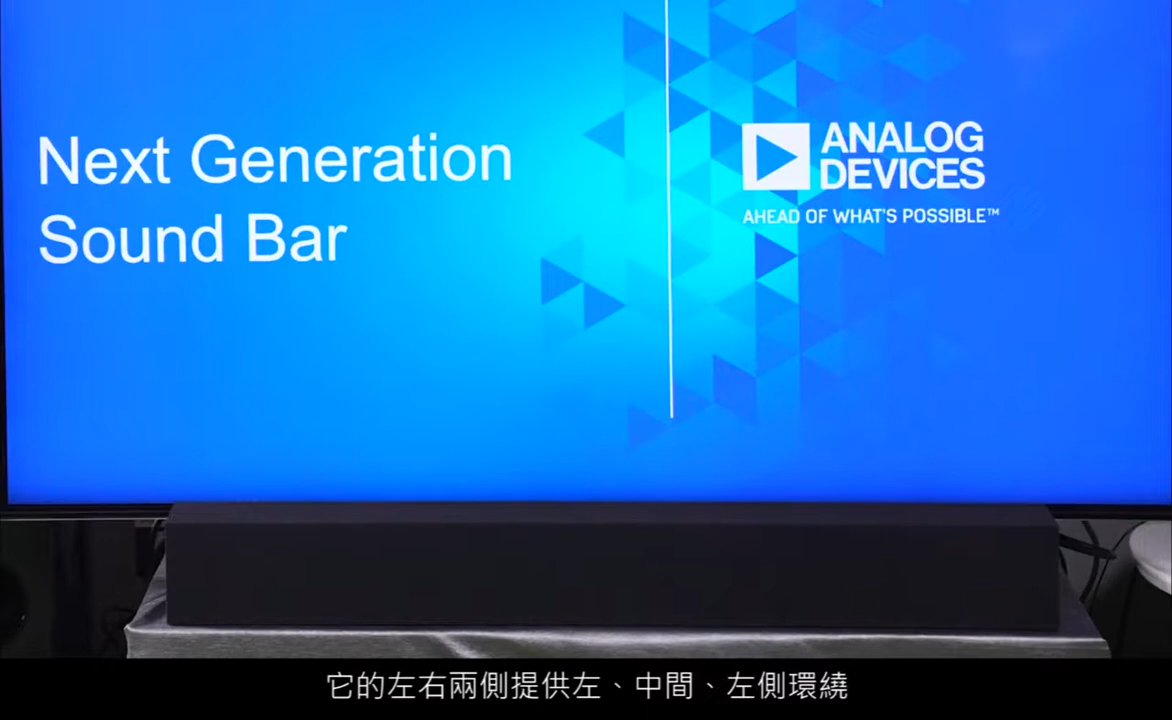 Next Generation
Sound Bar
ANALOG
DEVICES
AHEAD OF WHAT'S POSSIBLE™
它的左右兩側提供左、中間、左側環繞